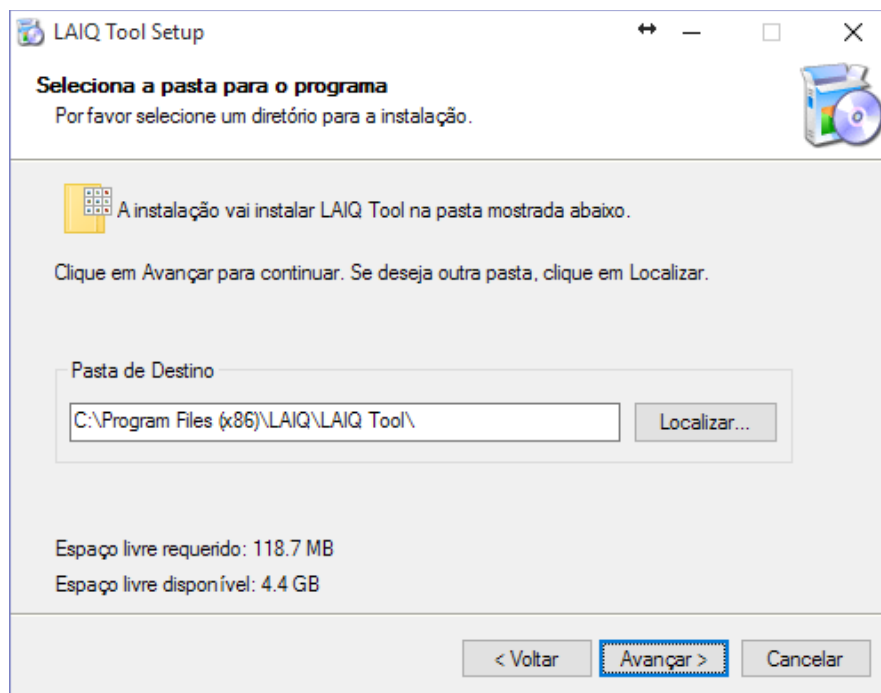 LAIQ Tool Setup
Seleciona a pasta para o programa
Por favor selecione um diretório para a instalação.
A instalação vai instalar LAIQ Tool na pasta mostrada abaixo.
Clique em Avançar para continuar. Se deseja outra pasta, clique em Localizar.
Pasta de Destino
C:\Program Files (x86)\LAIQ\LAIQ Tool\
Localizar...
Espaço livre requerido: 118.7 MB
Espaço livre disponível: 4.4 GB
< Voltar
Avançar >
Cancelar